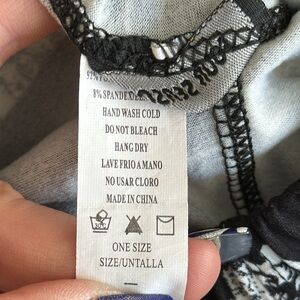 8% SPANDEX
HAND WASH COLD
DO NOT BLEACH
HANG DRY
LAVE FRIO A MANO
NO USAR CLORO
MADE IN CHINA
ONE SIZE
SIZE/UNTALLA